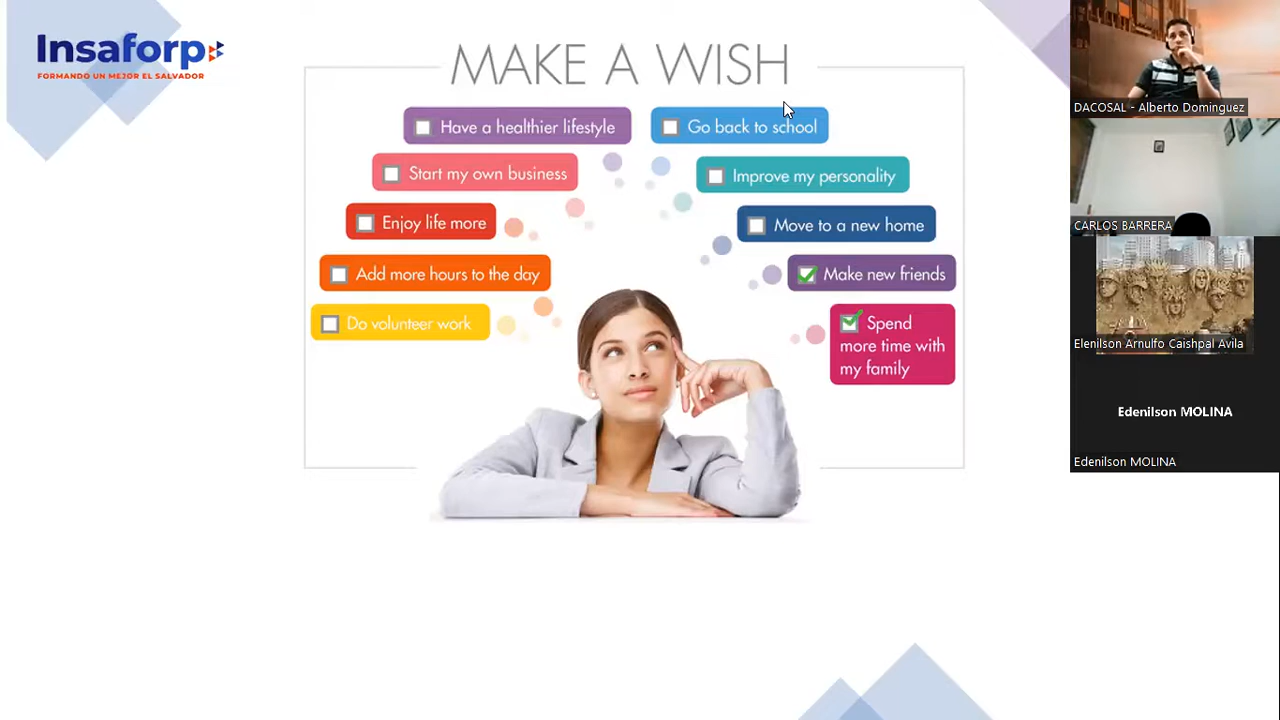 Insaforp
FORMANDO UN MEJOR EL SALVADOR
MAKE A WISH
Have a healthier lifestyle
Go back to school
Start my own business
Improve my personality
Enjoy life more
Move to a new home
Add more hours to the day
Make new friends
Do volunteer work
Spend
more time with
my family
DACOSAL - Alberto Dominguez
CARLOS BARRERA
Elenilson Arnulfo Caishpal Avila
Edenilson MOLINA
Edenilson MOLINA